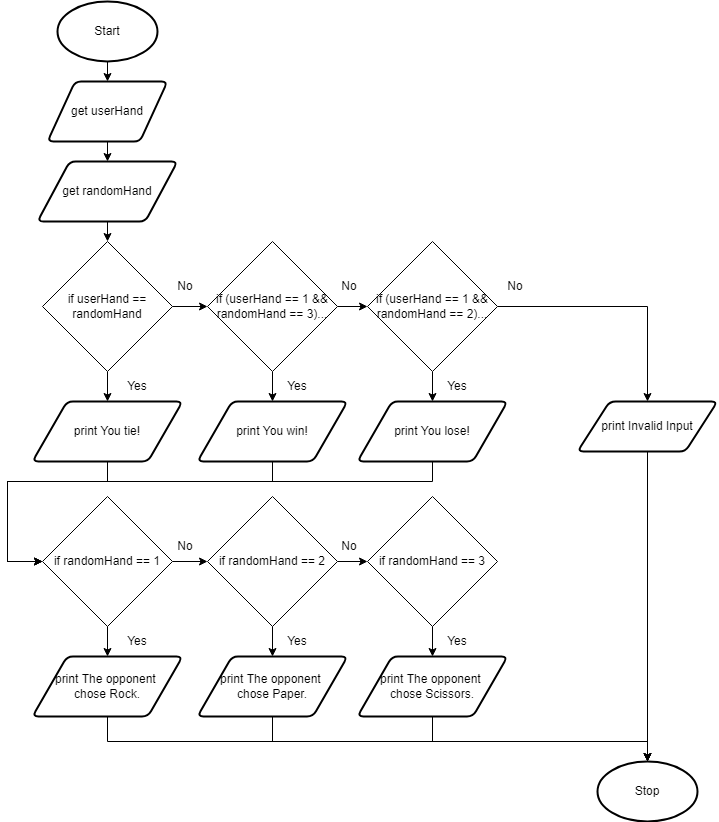 Start
get userHand
get randomHand
if userHand ==
randomHand
No
if (userHand == 1 &&
randomHand == 3)...
No
if (userHand == 1 &&
randomHand == 2)...
No
Yes
Yes
Yes
print You tie!
print You win!
print You lose!
print Invalid Input
if randomHand == 1
No
if randomHand == 2
No
if randomHand == 3
Yes
Yes
Yes
print The opponent
chose Rock.
print The opponent
chose Paper.
print The opponent
chose Scissors.
Stop